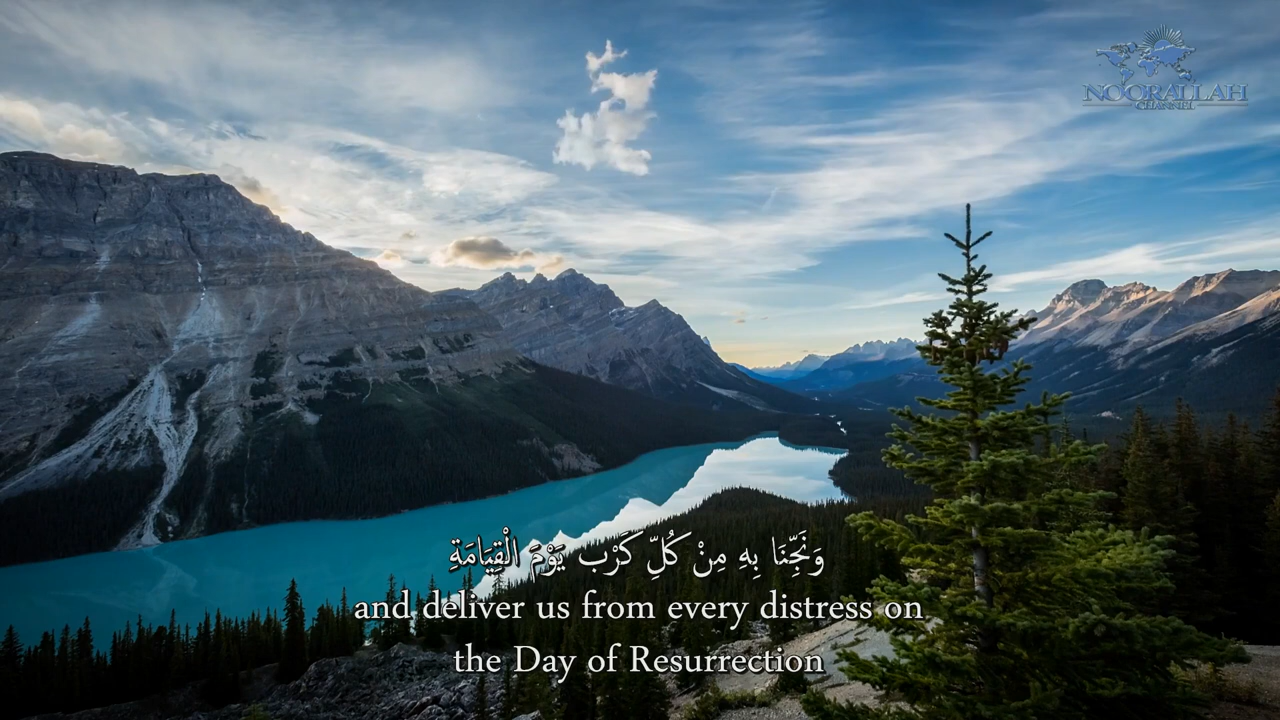 NOORALLAH
CHANNEL
وَنَجِّنَا بِهِ مِنْ كُلِّ كَرْب يَوْمَ الْقِيَامَةِ
and deliver us from every distress on
the Day of Resurrection